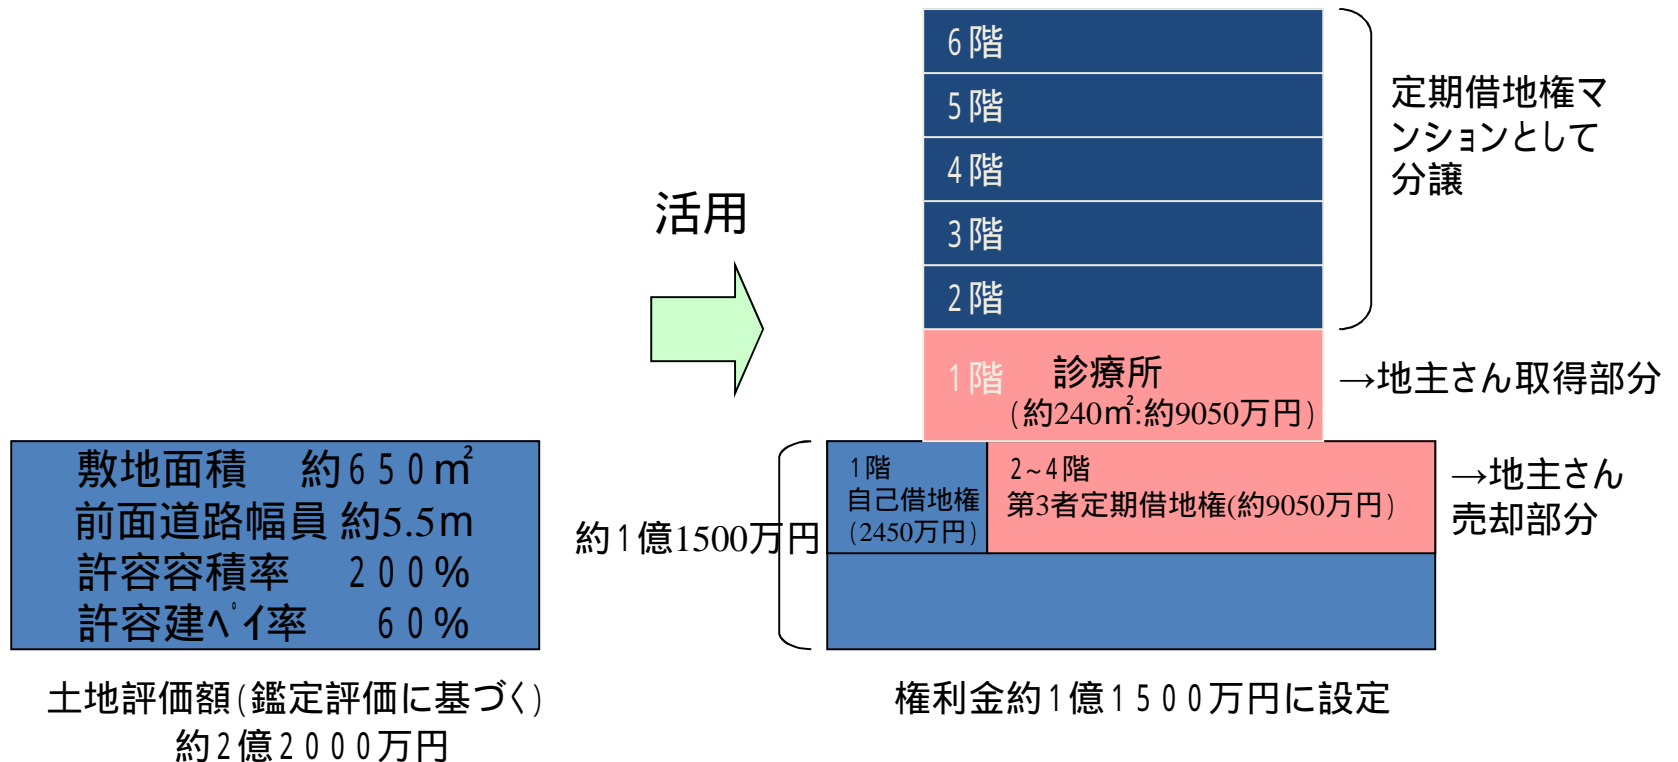 6階
5階
4階
3階
2階
1階 診療所
(約240㎡:約9050万円)
定期借地権マ
ンションとして
分譲
→地主さん取得部分
活用
敷地面積 約650㎡
前面道路幅員 約5.5m
許容容積率 200%
許容建ペイ率 60%
土地評価額(鑑定評価に基づく)
約2億2000万円
約1億1500万円
1階
自己借地権
(2450万円)
2~4階
第3者定期借地権(約9050万円)
→地主さん
売却部分
権利金約1億1500万円に設定